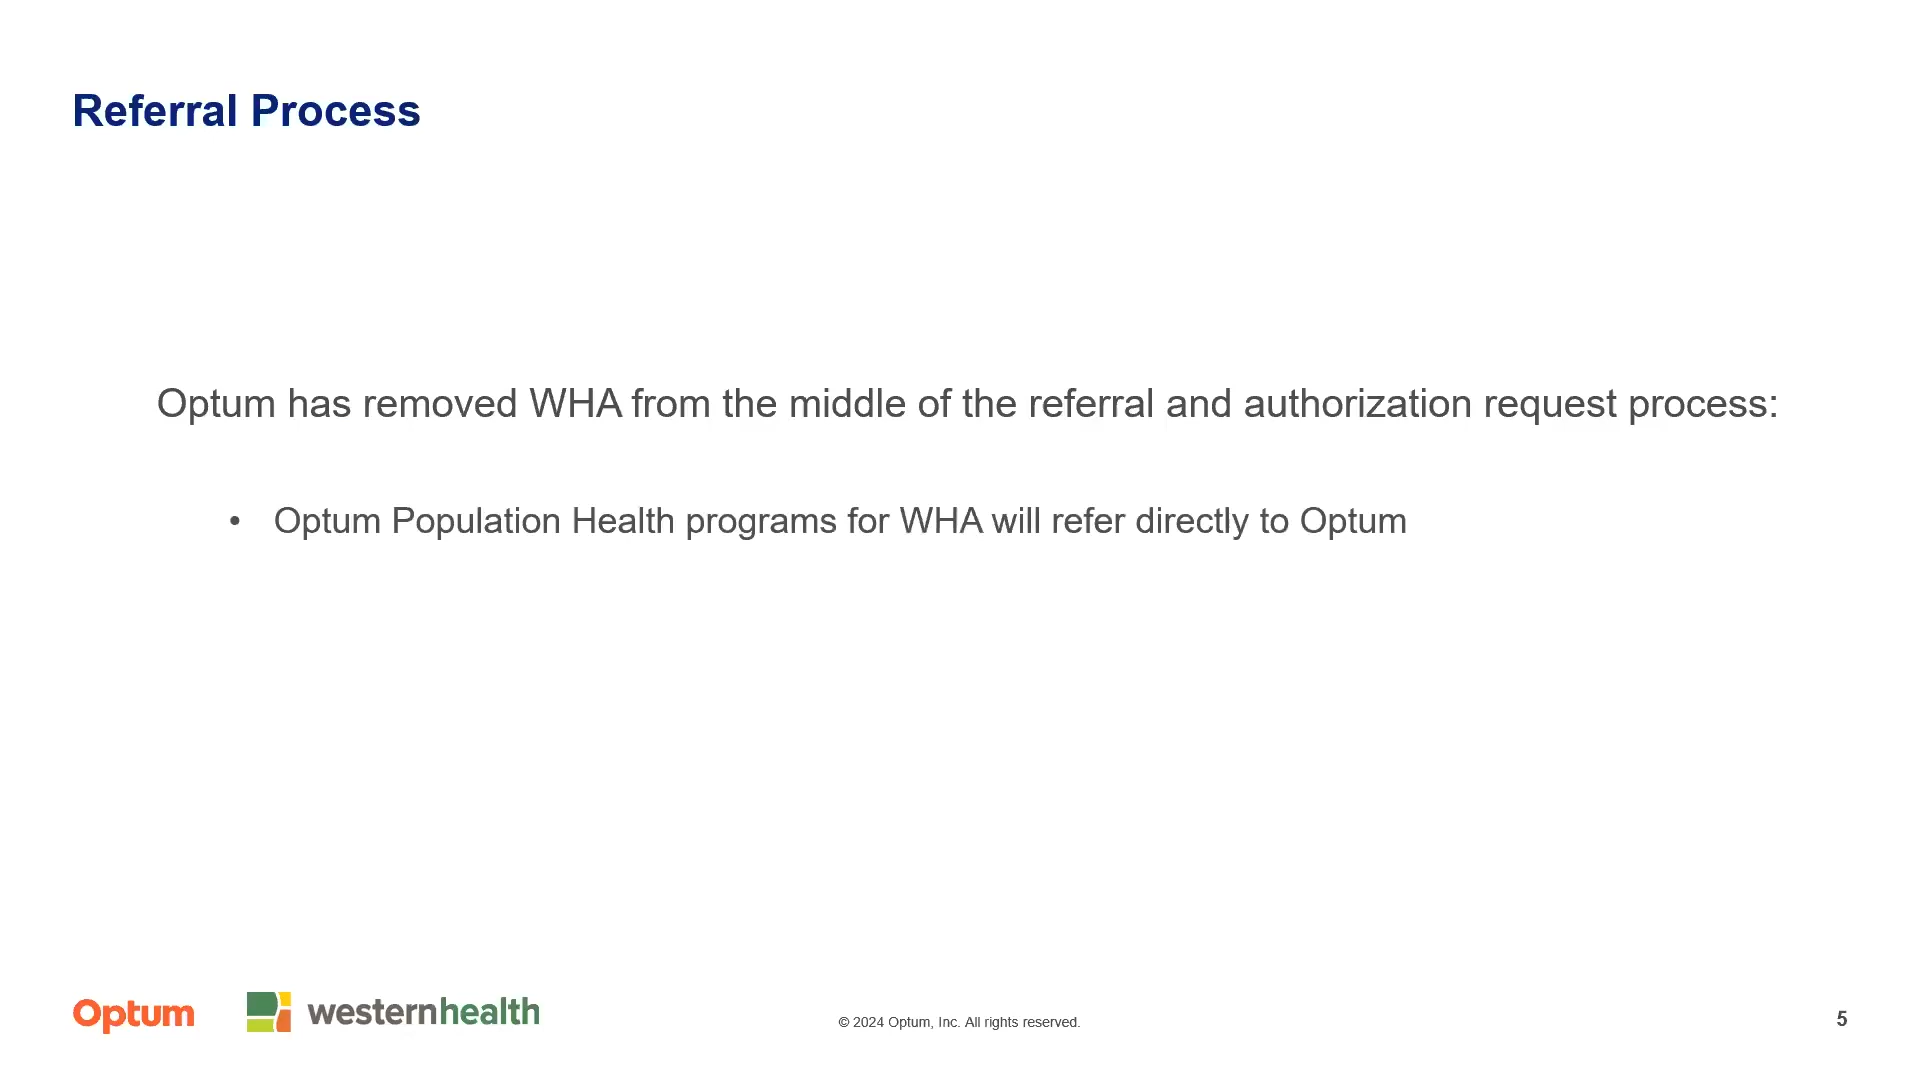 Referral Process
Optum has removed WHA from the middle of the referral and authorization request process:
• Optum Population Health programs for WHA will refer directly to Optum
Optum
westernhealth
© 2024 Optum, Inc. All rights reserved.
5